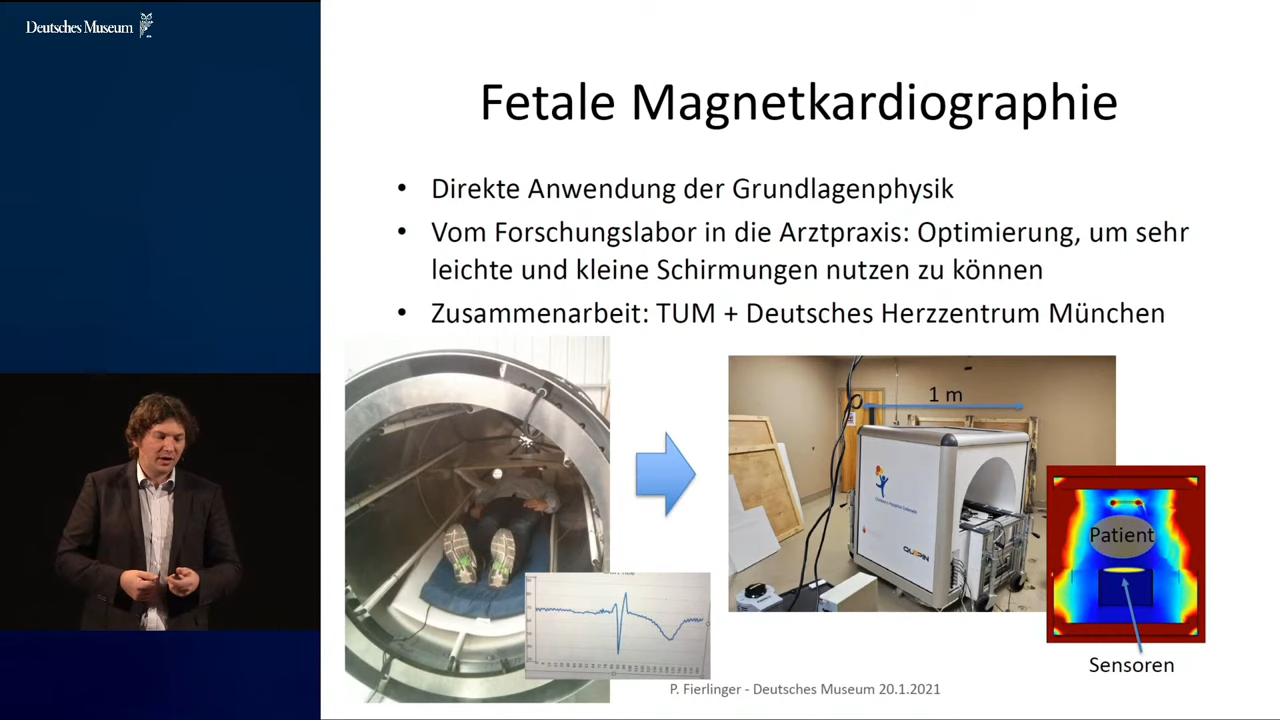 Deutsches Museum
Fetale Magnetkardiographie
• Direkte Anwendung der Grundlagenphysik
• Vom Forschungslabor in die Arztpraxis: Optimierung, um sehr
leichte und kleine Schirmungen nutzen zu können
• Zusammenarbeit: TUM + Deutsches Herzzentrum München
1 m
Patient
Sensoren
P. Fierlinger - Deutsches Museum 20.1.2021